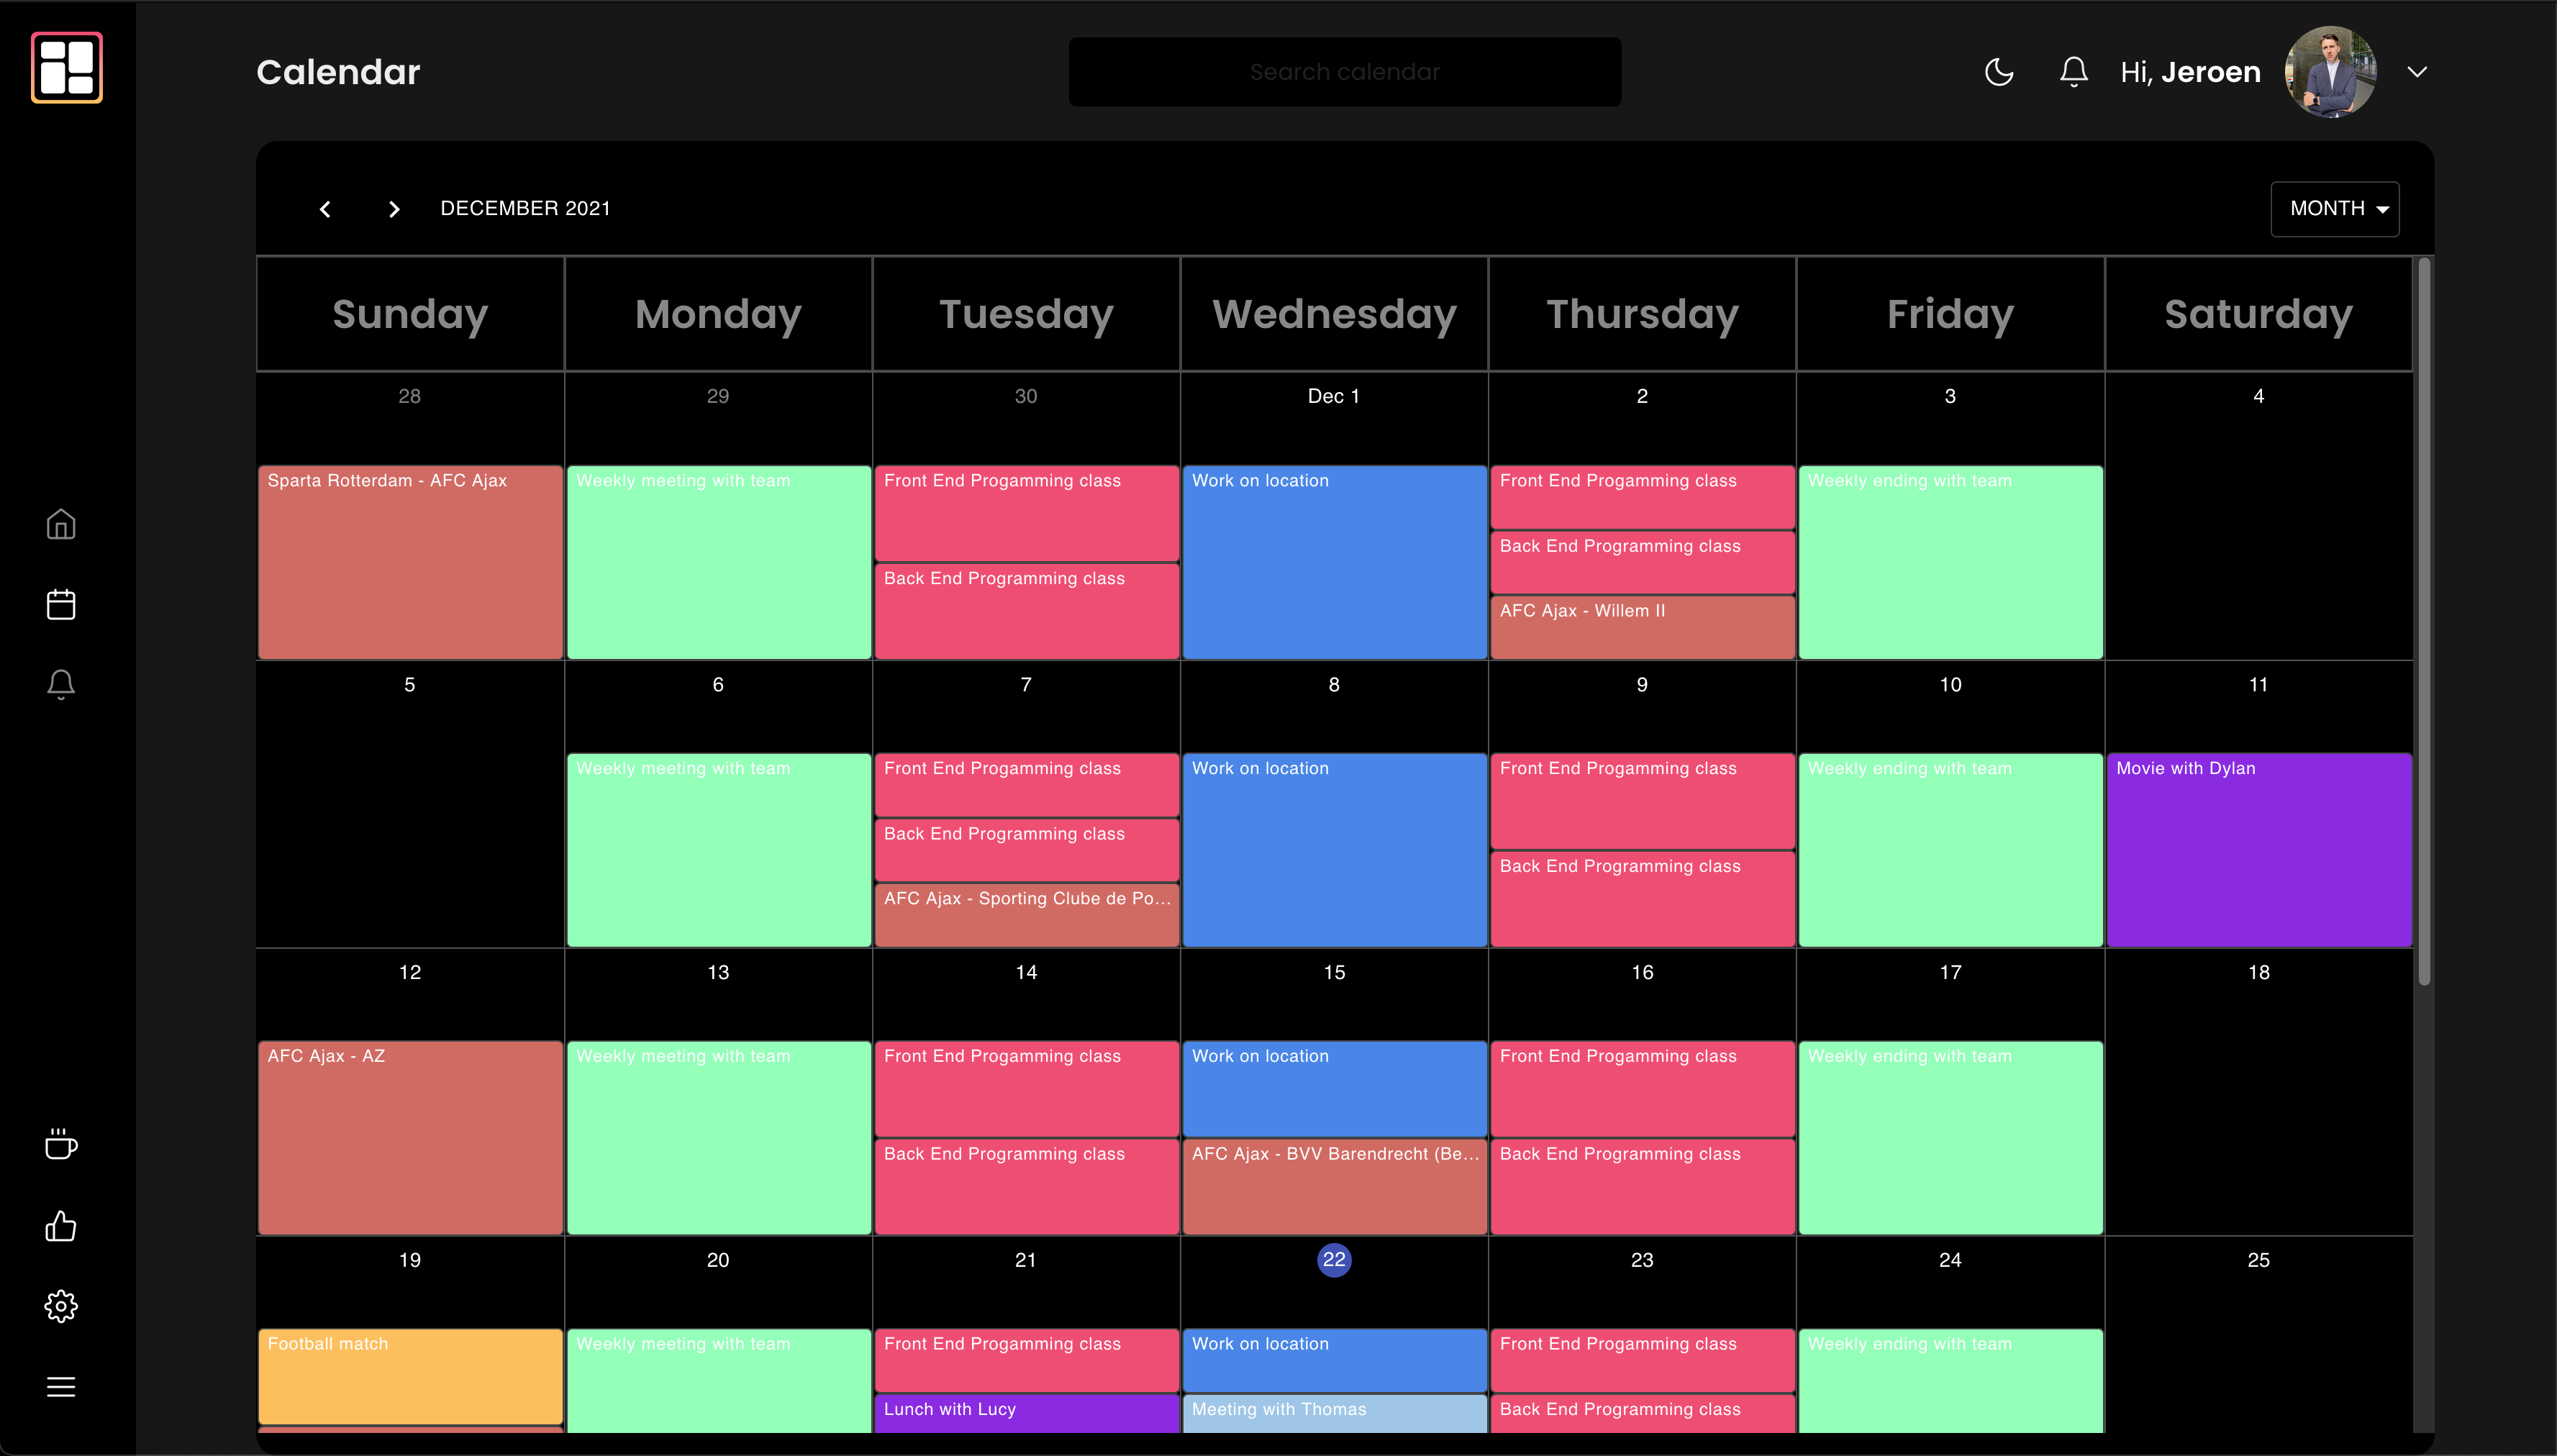 Calendar
Search calendar
Hi, Jeroen
DECEMBER 2021
MONTH
Sunday Monday Tuesday Wednesday Thursday Friday Saturday
28 29 30 Dec 1 2 3 4
Sparta Rotterdam - AFC Ajax
Weekly meeting with team
Front End Progamming class
Back End Programming class
Work on location
Front End Progamming class
Back End Programming class
AFC Ajax - Willem II
Weekly ending with team
5 6 7 8 9 10 11
Weekly meeting with team
Front End Progamming class
Back End Programming class
AFC Ajax - Sporting Clube de Po...
Work on location
Front End Progamming class
Back End Programming class
Weekly ending with team
Movie with Dylan
12 13 14 15 16 17 18
AFC Ajax - AZ
Weekly meeting with team
Front End Progamming class
Back End Programming class
Work on location
AFC Ajax - BVV Barendrecht (Be...
Front End Progamming class
Back End Programming class
Weekly ending with team
19 20 21 22 23 24 25
Football match
Weekly meeting with team
Front End Progamming class
Lunch with Lucy
Work on location
Meeting with Thomas
Front End Progamming class
Back End Programming class
Weekly ending with team